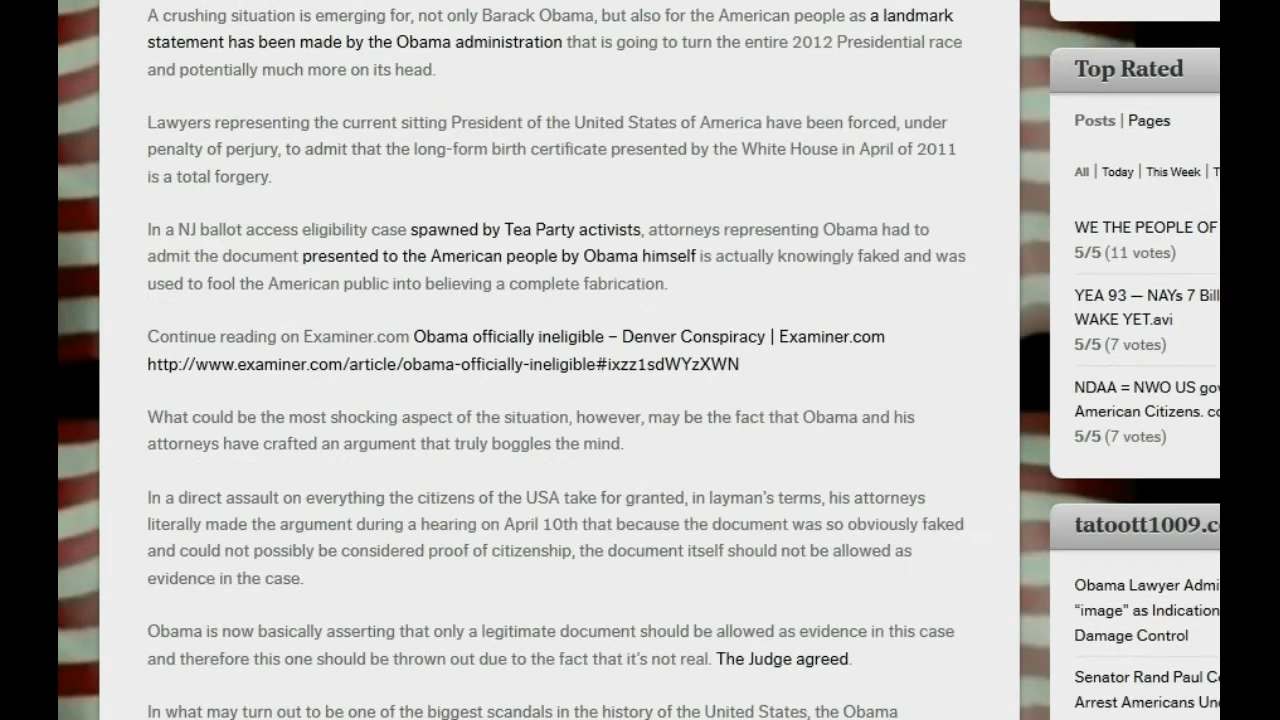 A crushing situation is emerging for, not only Barack Obama, but also for the American people as a landmark
statement has been made by the Obama administration that is going to turn the entire 2012 Presidential race
and potentially much more on its head.
Lawyers representing the current sitting President of the United States of America have been forced, under
penalty of perjury, to admit that the long-form birth certificate presented by the White House in April of 2011
is a total forgery.
In a NJ ballot access eligibility case spawned by Tea Party activists, attorneys representing Obama had to
admit the document presented to the American people by Obama himself is actually knowingly faked and was
used to fool the American public into believing a complete fabrication.
Continue reading on Examiner.com Obama officially ineligible – Denver Conspiracy | Examiner.com
http://www.examiner.com/article/obama-officially-ineligible#ixzz1sdWYzXWN
What could be the most shocking aspect of the situation, however, may be the fact that Obama and his
attorneys have crafted an argument that truly boggles the mind.
In a direct assault on everything the citizens of the USA take for granted, in layman's terms, his attorneys
literally made the argument during a hearing on April 10th that because the document was so obviously faked
and could not possibly be considered proof of citizenship, the document itself should not be allowed as
evidence in the case.
Obama is now basically asserting that only a legitimate document should be allowed as evidence in this case
and therefore this one should be thrown out due to the fact that it's not real. The Judge agreed.
In what may turn out to be one of the biggest scandals in the history of the United States, the Obama
Top Rated
Posts | Pages
All | Today | This Week | T
WE THE PEOPLE OF
5/5 (11 votes)
YEA 93 — NAYs 7 Bill
WAKE YET.avi
5/5 (7 votes)
NDAA = NWO US gov
American Citizens. co
5/5 (7 votes)
tatoott1009.c
Obama Lawyer Admi
"image" as Indication
Damage Control
Senator Rand Paul C
Arrest Americans Un